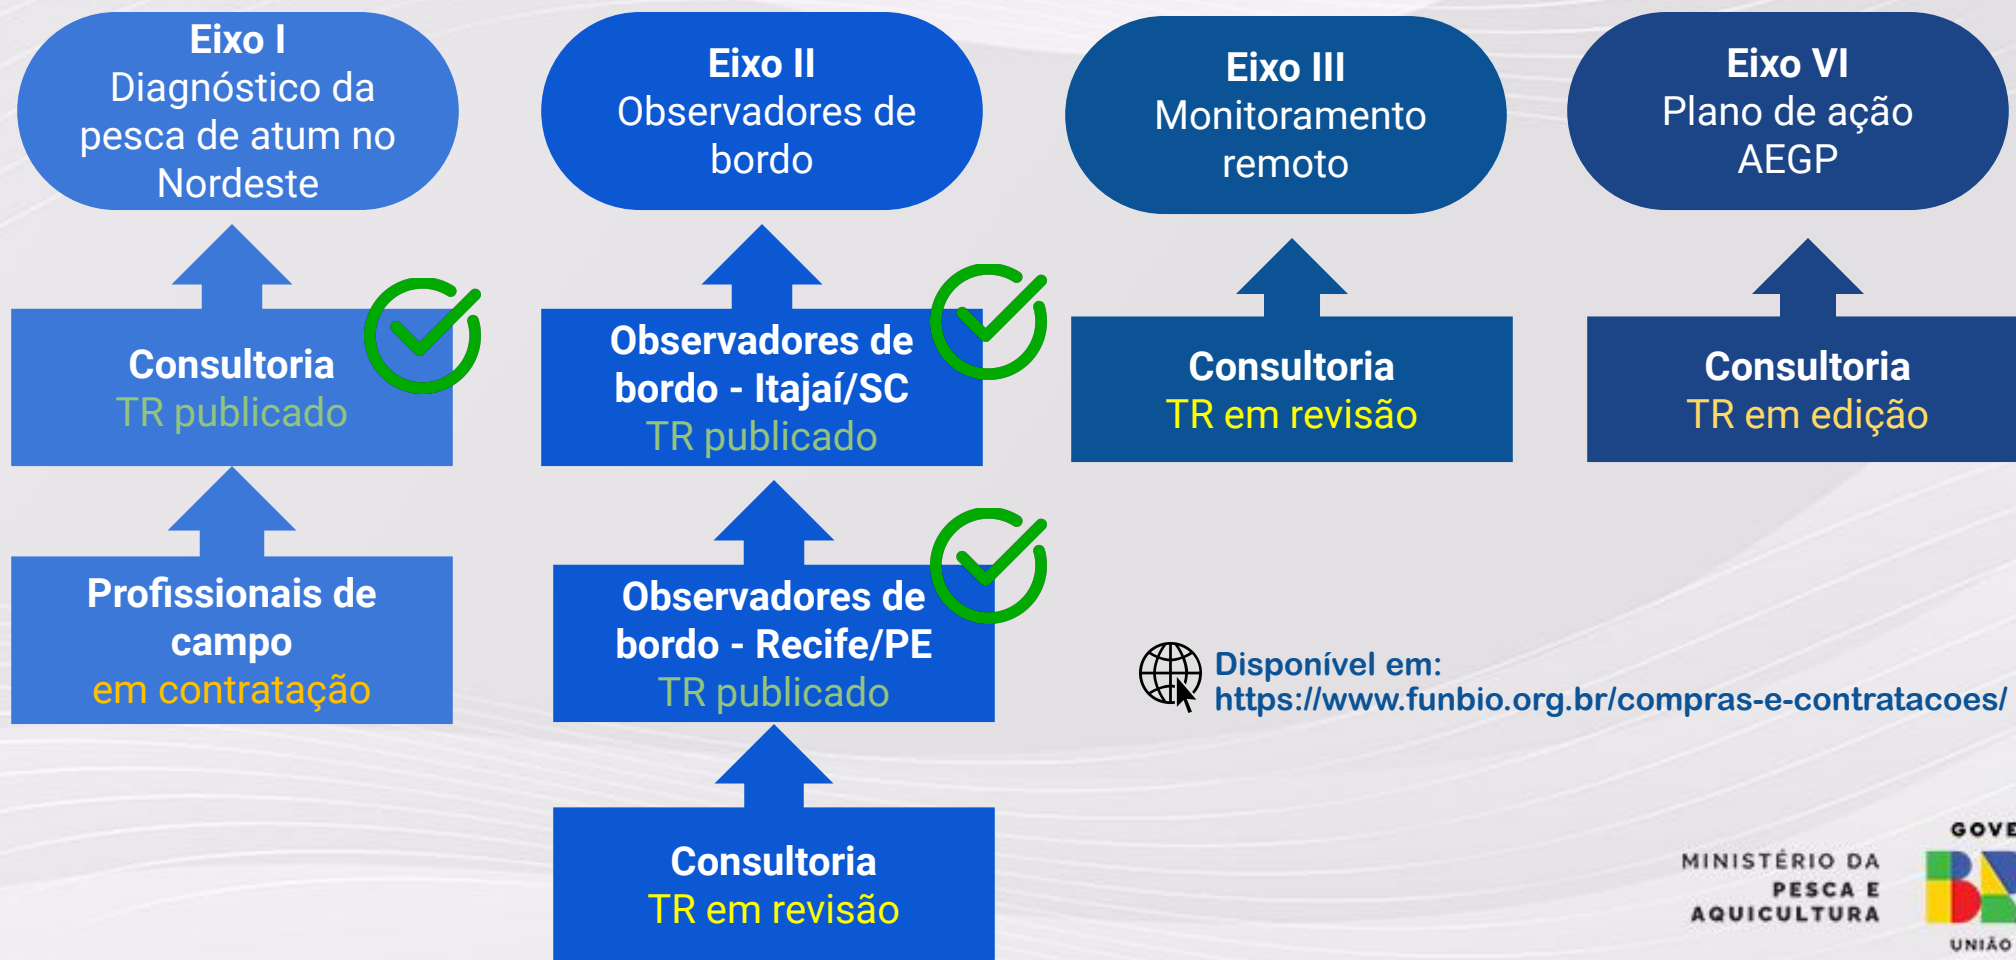 Eixo I
Diagnóstico da
pesca de atum no
Nordeste
Consultoria
TR publicado
Profissionais de
campo
em contratação
Eixo II
Observadores de
bordo
Observadores de
bordo - Itajaí/SC
TR publicado
Observadores de
bordo - Recife/PE
TR publicado
Consultoria
TR em revisão
Eixo III
Monitoramento
remoto
Consultoria
TR em revisão
Eixo VI
Plano de ação
AEGP
Consultoria
TR em edição
Disponível em:
https://www.funbio.org.br/compras-e-contratacoes/
MINISTÉRIO DA
PESCA E
AQUICULTURA
UNIÃO